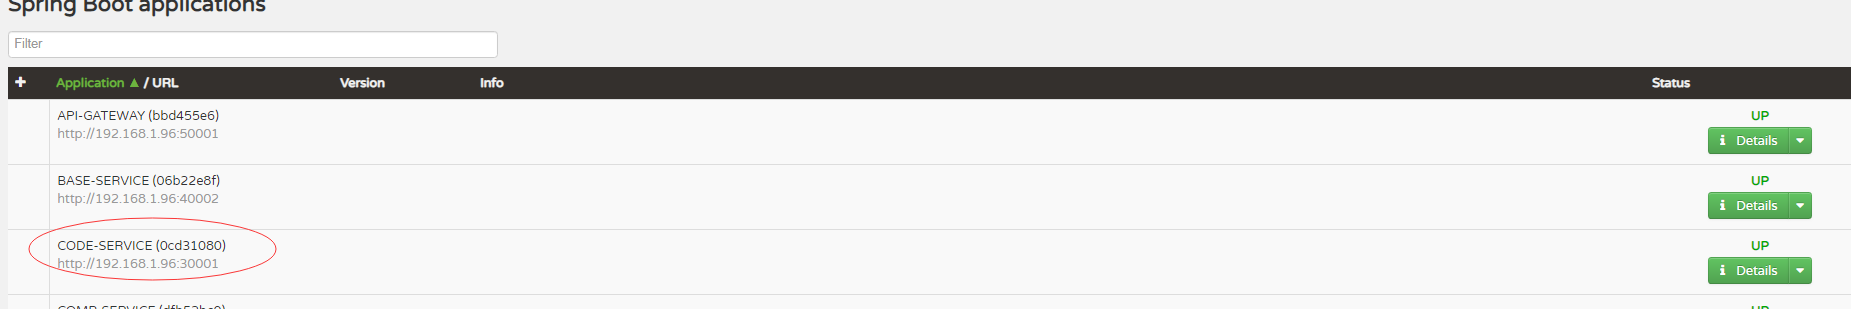 Spring Boot applications
Filter
+ Application ▲ / URL Version Info Status
API-GATEWAY (bbd455e6)
http://192.168.1.96:50001
UP
Details
BASE-SERVICE (06b22e8f)
http://192.168.1.96:40002
UP
Details
CODE-SERVICE (0cd31080)
http://192.168.1.96:30001
UP
Details
UP